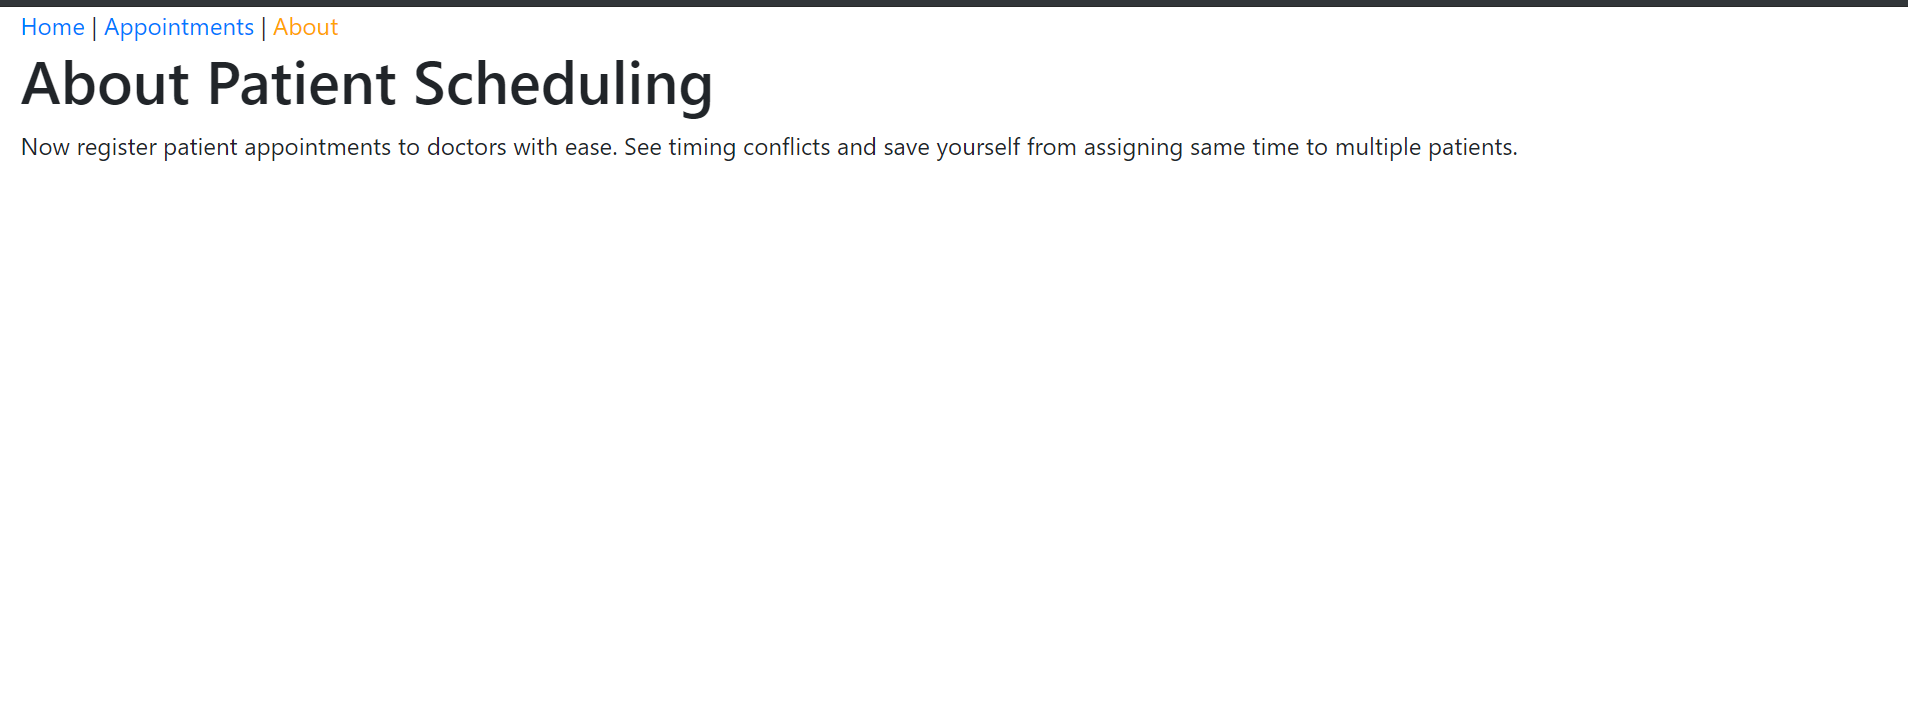 Home | Appointments | About
About Patient Scheduling
Now register patient appointments to doctors with ease. See timing conflicts and save yourself from assigning same time to multiple patients.